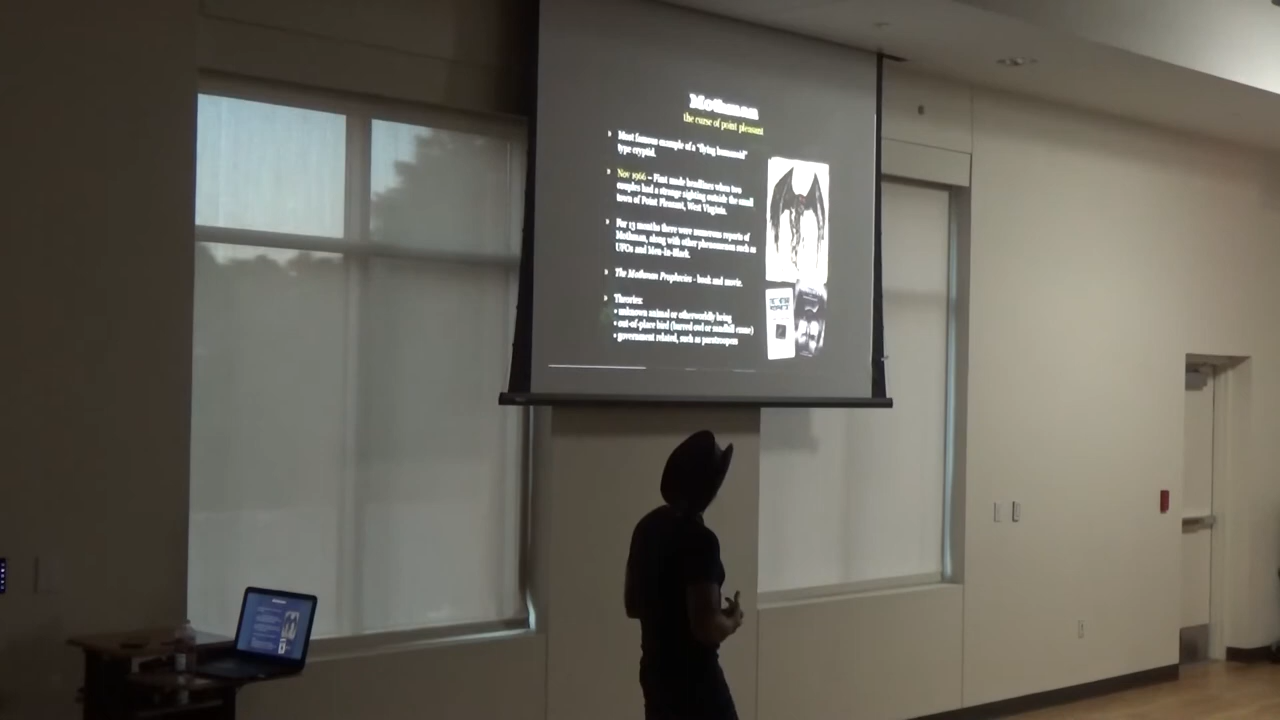 Mothman
the curse of point pleasant
» Most famous example of a "flying humanoid"
type cryptid.
» Nov 1966 – First made headlines when two
couples had a strange sighting outside the small
town of Point Pleasant, West Virginia.
» For 13 months there were numerous reports of
Mothman, along with other phenomenon such as
UFOs and Men-in-Black.
» The Mothman Prophecies - book and movie.
» Theories:
• unknown animal or otherworldly being
• out-of-place bird (barred owl or sandhill crane)
• government related, such as paratroopers